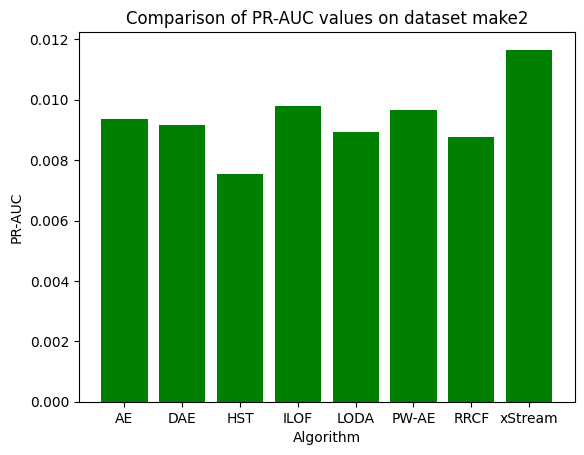 Comparison of PR-AUC values on dataset make2
0.012
0.010
0.008
0.006
0.004
0.002
0.000
PR-AUC
AE DAE HST ILOF LODA PW-AE RRCF xStream
Algorithm